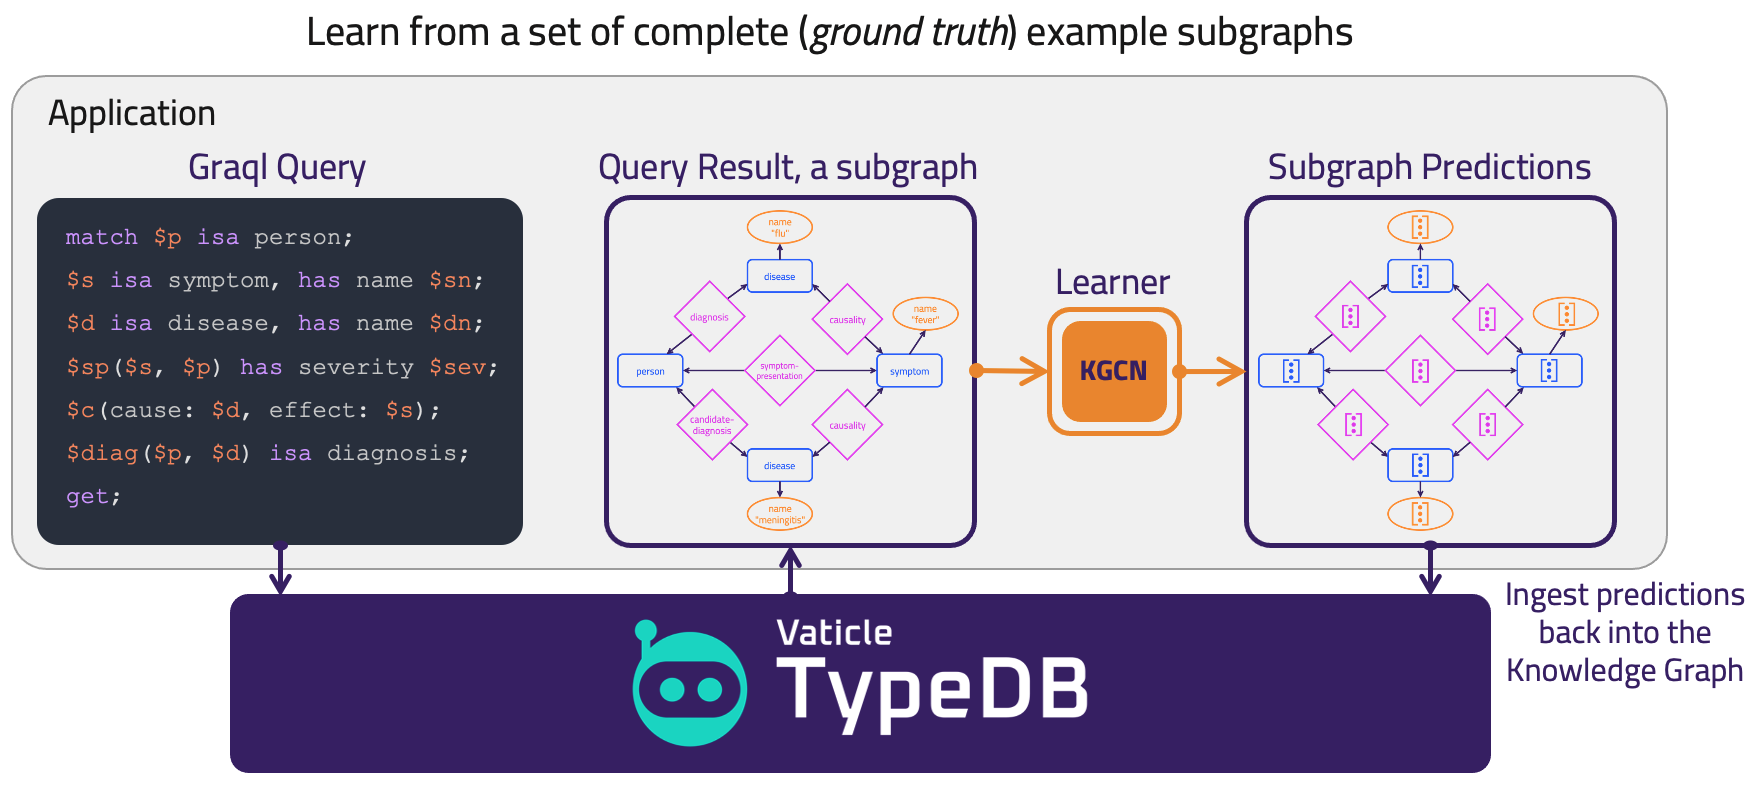 Learn from a set of complete (ground truth) example subgraphs
Application
Graql Query
match $p isa person;
$s isa symptom, has name $sn;
$d isa disease, has name $dn;
$sp($s, $p) has severity $sev;
$c(cause: $d, effect: $s);
$diag($p, $d) isa diagnosis;
get;
Query Result, a subgraph
name
"flu"
disease
diagnosis
causality
name
"fever"
person
symptom-
presentation
symptom
candidate-
diagnosis
causality
disease
name
"meningitis"
Learner
KGCN
Subgraph Predictions
Ingest predictions
back into the
Knowledge Graph
Vaticle
TypeDB